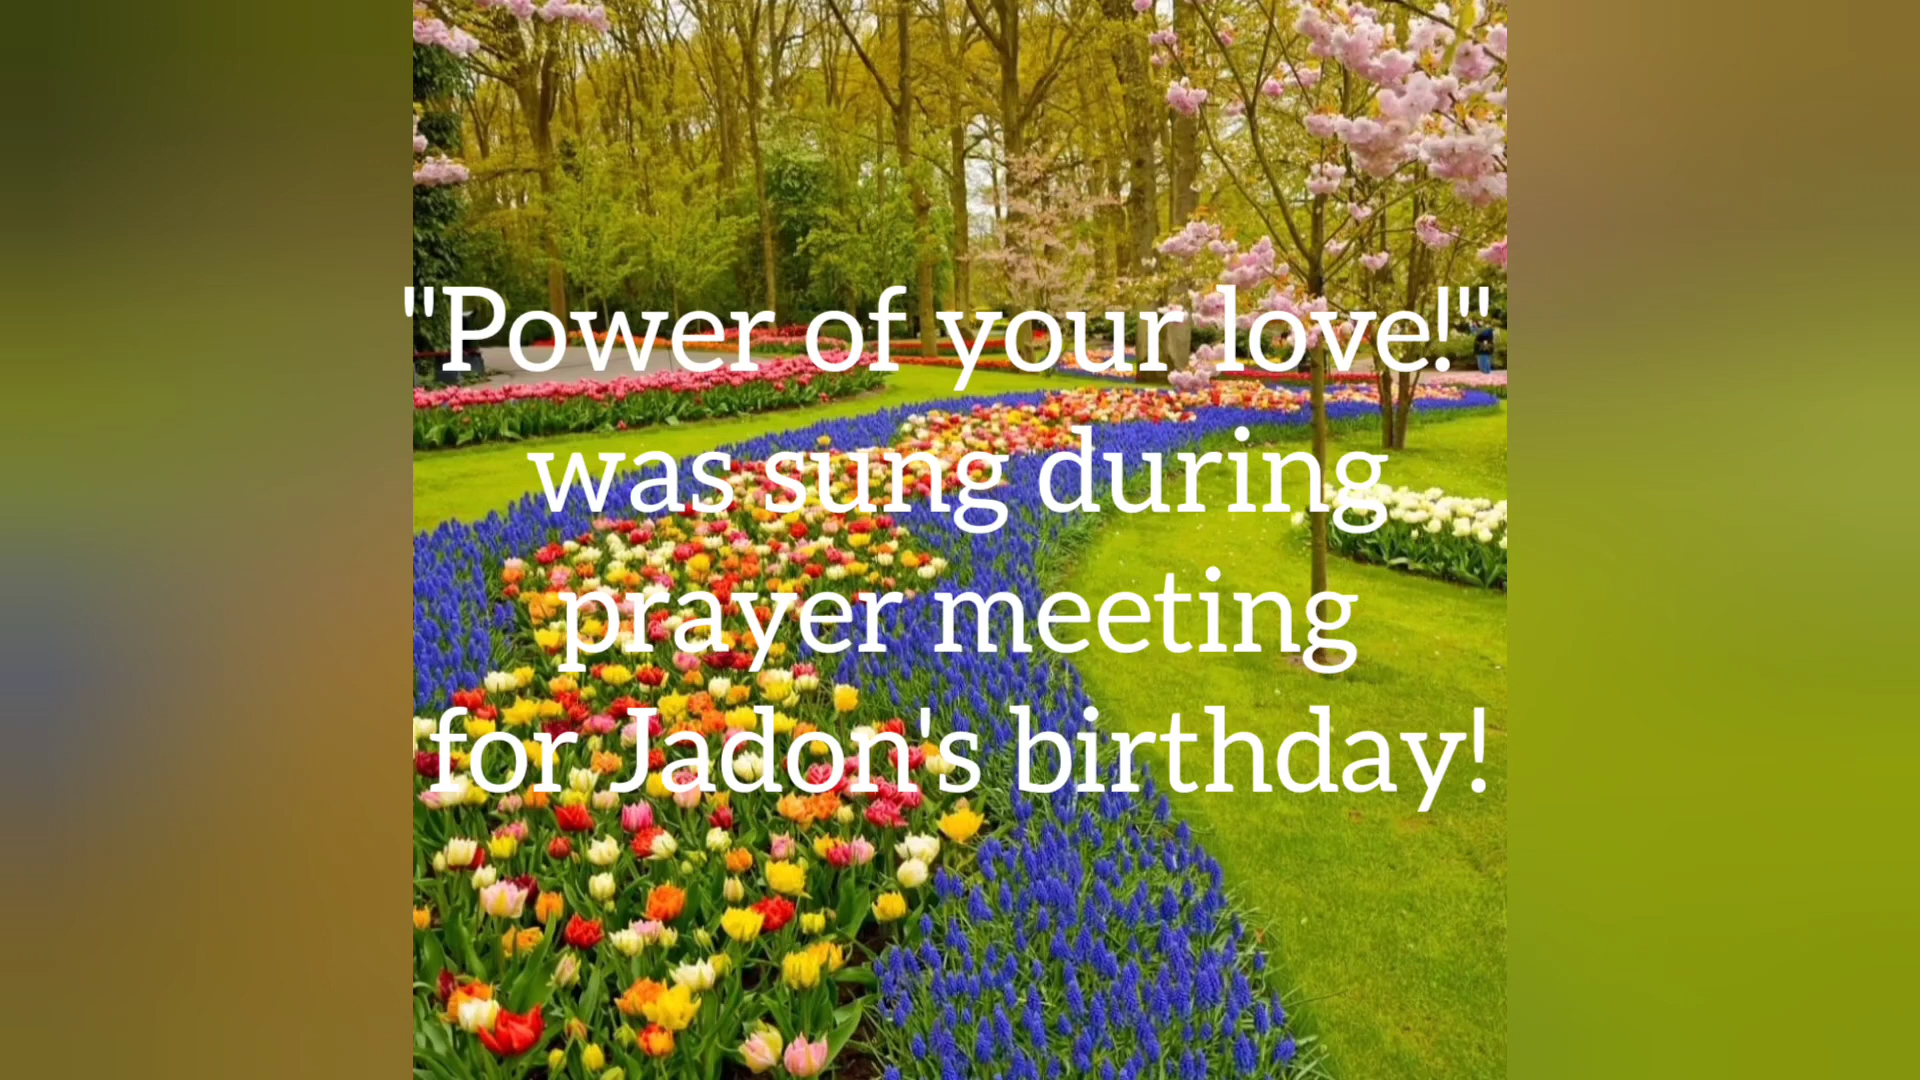 "Power of your love!"
was sung during
prayer meeting
for Jadon's birthday!